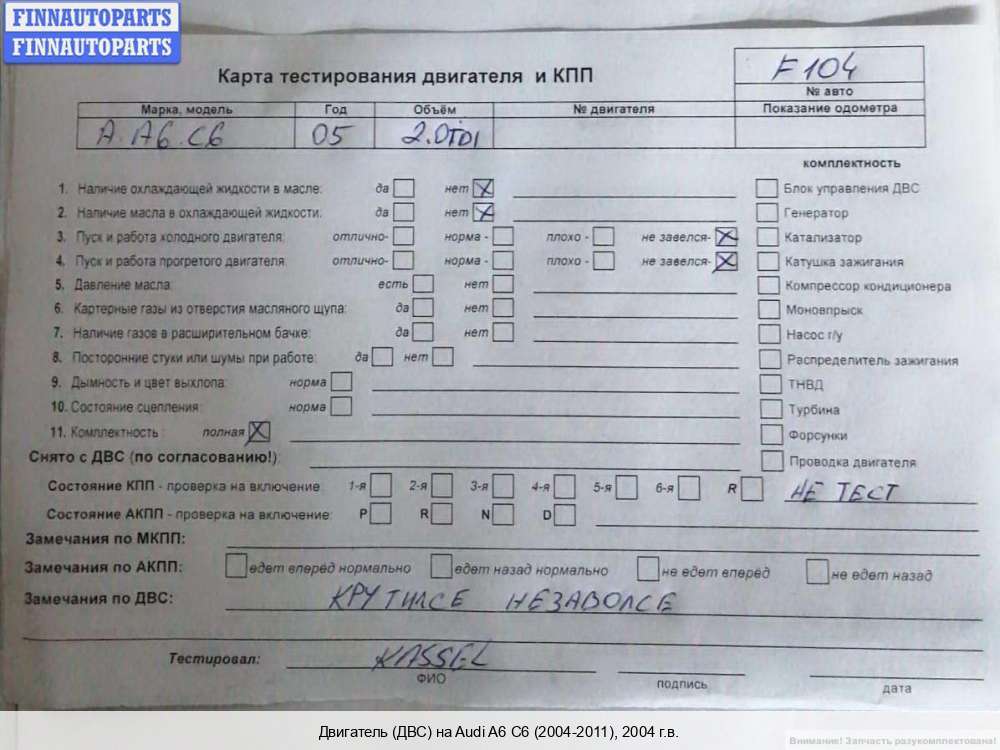 FINNAUTOPARTS
FINNAUTOPARTS
Карта тестирования двигателя и КПП
F104
№ авто
Марка, модель Год Объём № двигателя Показание одометра
A. A6. C6 05 2.0TDI
комплектность
1. Наличие охлаждающей жидкости в масле: да нет X Блок управления ДВС
2. Наличие масла в охлаждающей жидкости: да нет X Генератор
3. Пуск и работа холодного двигателя: отлично- норма - плохо - не завелся- X Катализатор
4. Пуск и работа прогретого двигателя: отлично- норма - плохо - не завелся- X Катушка зажигания
5. Давление масла: есть нет Компрессор кондиционера
6. Картерные газы из отверстия масляного щупа: да нет Моновпрыск
7. Наличие газов в расширительном бачке: да нет Насос г/у
8. Посторонние стуки или шумы при работе: да нет Распределитель зажигания
9. Дымность и цвет выхлопа: норма ТНВД
10. Состояние сцепления: норма Турбина
11. Комплектность : полная X Форсунки
Снято с ДВС (по согласованию!): Проводка двигателя
Состояние КПП - проверка на включение: 1-я 2-я 3-я 4-я 5-я 6-я R НЕ ТЕСТ
Состояние АКПП - проверка на включение: P R N D
Замечания по МКПП:
Замечания по АКПП: едет вперёд нормально едет назад нормально не едет вперёд не едет назад
Замечания по ДВС: КРУТИЛСЕ НЕЗАВОЛСЕ
Тестировал: KASSEL
ФИО подпись дата
Двигатель (ДВС) на Audi A6 C6 (2004-2011), 2004 г.в.
Внимание! Запчасть разукомплектована!